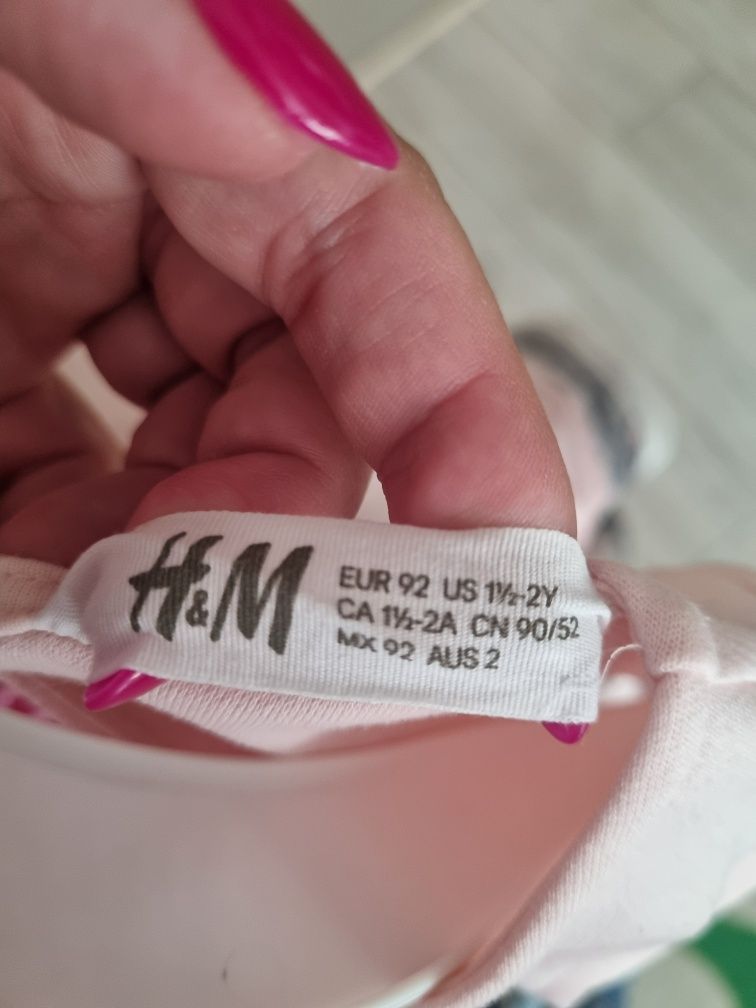 H&M
EUR 92 US 1½-2Y
CA 1½-2A CN 90/52
MX 92 AUS 2